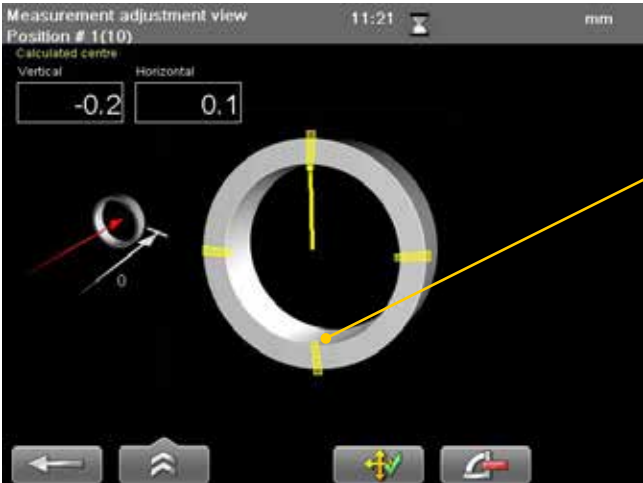 Measurement adjustment view 11:21 mm
Position # 1(10)
Calculated centre
Vertical Horizontal
-0.2 0.1
0